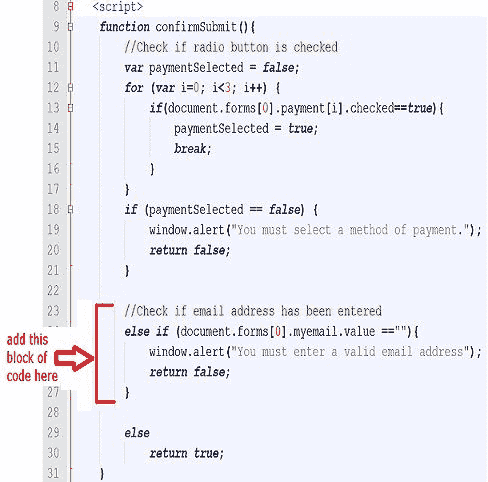 8 <script>
9 function confirmSubmit(){
10 //Check if radio button is checked
11 var paymentSelected = false;
12 for (var i=0; i<3; i++) {
13 if(document.forms[0].payment[i].checked==true){
14 paymentSelected = true;
15 break;
16 }
17 }
18 if (paymentSelected == false) {
19 window.alert("You must select a method of payment.");
20 return false;
21 }
22
23 //Check if email address has been entered
else if (document.forms[0].myemail.value ==""){
window.alert("You must enter a valid email address");
return false;
27 }
28
29 else
30 return true;
31 }
add this
block of
code here